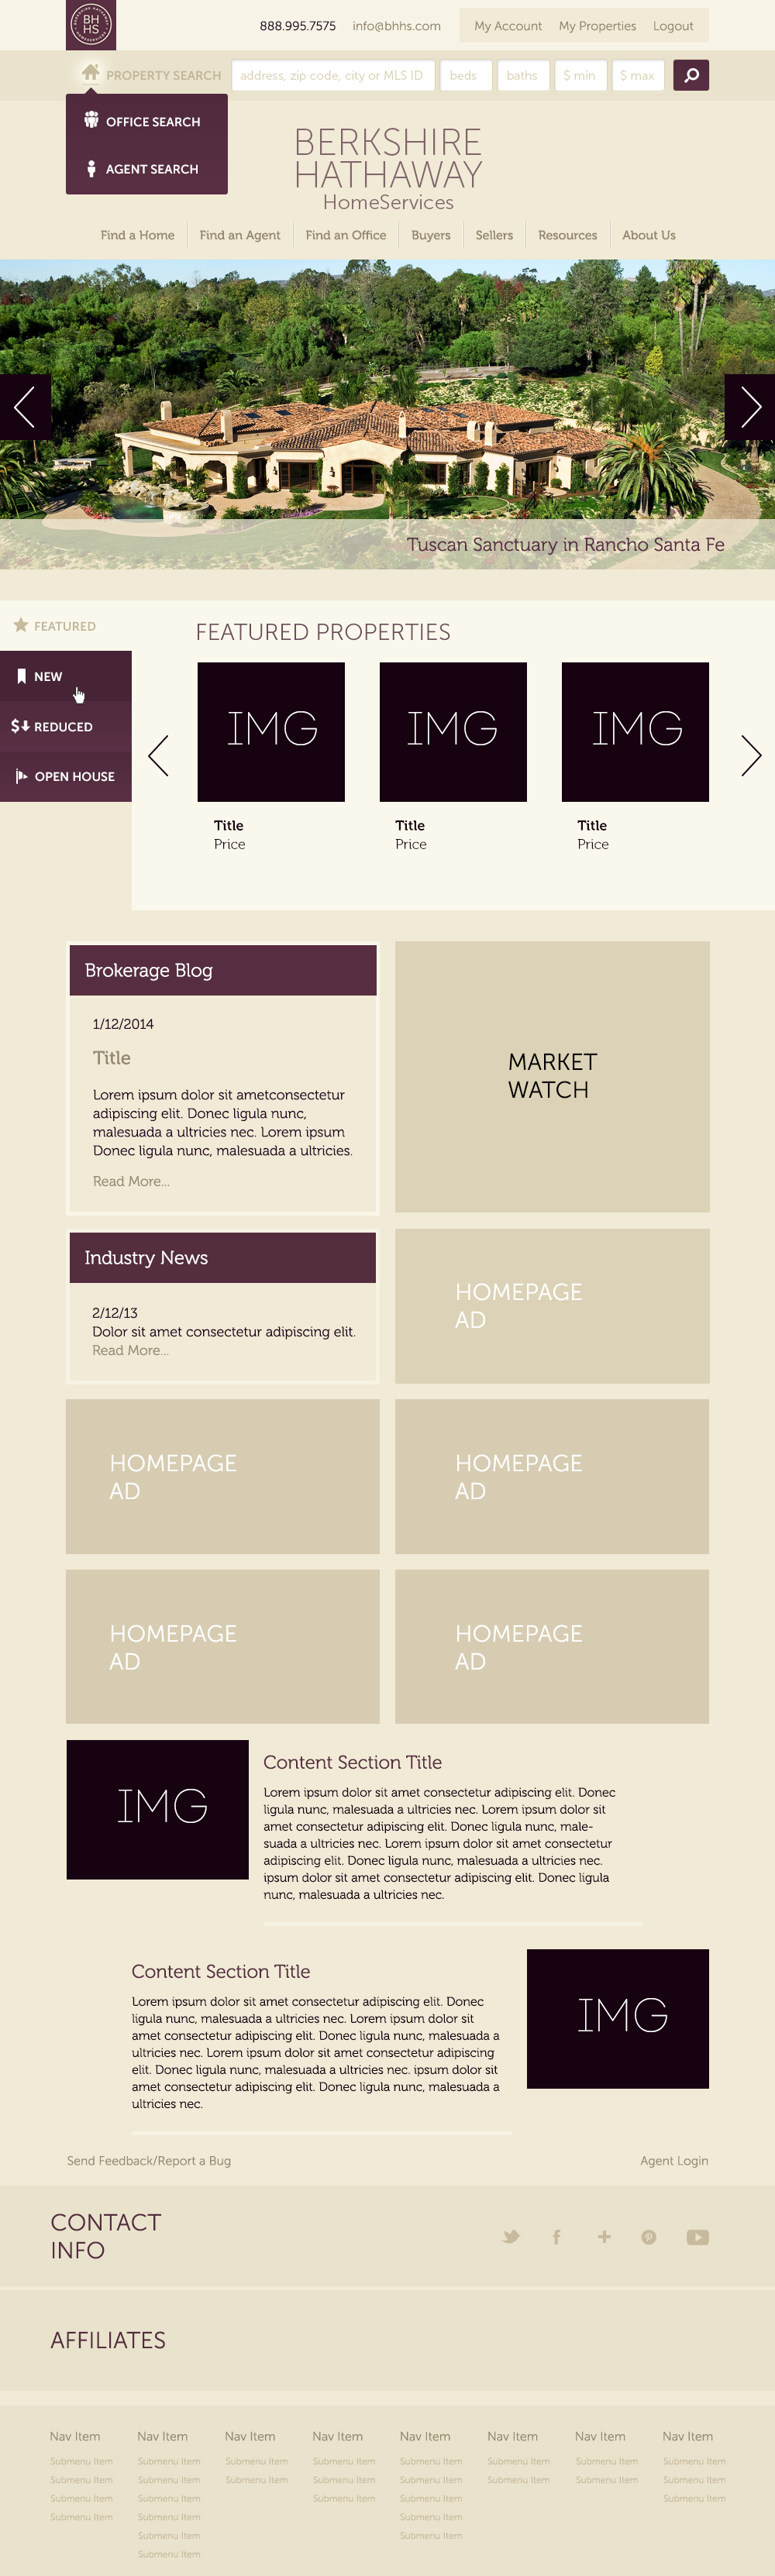 BH
HS
888.995.7575 info@bhhs.com My Account My Properties Logout
PROPERTY SEARCH address, zip code, city or MLS ID beds baths $ min $ max
OFFICE SEARCH
AGENT SEARCH
BERKSHIRE
HATHAWAY
HomeServices
Find a Home Find an Agent Find an Office Buyers Sellers Resources About Us
Tuscan Sanctuary in Rancho Santa Fe
FEATURED
NEW
$ REDUCED
OPEN HOUSE
FEATURED PROPERTIES
IMG IMG IMG
Title Title Title
Price Price Price
Brokerage Blog
1/12/2014
Title
Lorem ipsum dolor sit ametconsectetur
adipiscing elit. Donec ligula nunc,
malesuada a ultricies nec. Lorem ipsum
Donec ligula nunc, malesuada a ultricies.
Read More...
MARKET
WATCH
Industry News
2/12/13
Dolor sit amet consectetur adipiscing elit.
Read More...
HOMEPAGE
AD
HOMEPAGE
AD
HOMEPAGE
AD
HOMEPAGE
AD
HOMEPAGE
AD
IMG
Content Section Title
Lorem ipsum dolor sit amet consectetur adipiscing elit. Donec
ligula nunc, malesuada a ultricies nec. Lorem ipsum dolor sit
amet consectetur adipiscing elit. Donec ligula nunc, male-
suada a ultricies nec. Lorem ipsum dolor sit amet consectetur
adipiscing elit. Donec ligula nunc, malesuada a ultricies nec.
ipsum dolor sit amet consectetur adipiscing elit. Donec ligula
nunc, malesuada a ultricies nec.
Content Section Title
Lorem ipsum dolor sit amet consectetur adipiscing elit. Donec
ligula nunc, malesuada a ultricies nec. Lorem ipsum dolor sit
amet consectetur adipiscing elit. Donec ligula nunc, malesuada a
ultricies nec. Lorem ipsum dolor sit amet consectetur adipiscing
elit. Donec ligula nunc, malesuada a ultricies nec. ipsum dolor sit
amet consectetur adipiscing elit. Donec ligula nunc, malesuada a
ultricies nec.
IMG
Send Feedback/Report a Bug Agent Login
CONTACT
INFO
AFFILIATES
Nav Item Nav Item Nav Item Nav Item Nav Item Nav Item Nav Item Nav Item
Submenu Item Submenu Item Submenu Item Submenu Item Submenu Item Submenu Item Submenu Item Submenu Item
Submenu Item Submenu Item Submenu Item Submenu Item Submenu Item Submenu Item Submenu Item Submenu Item
Submenu Item Submenu Item Submenu Item Submenu Item Submenu Item
Submenu Item Submenu Item Submenu Item
Submenu Item Submenu Item
Submenu Item